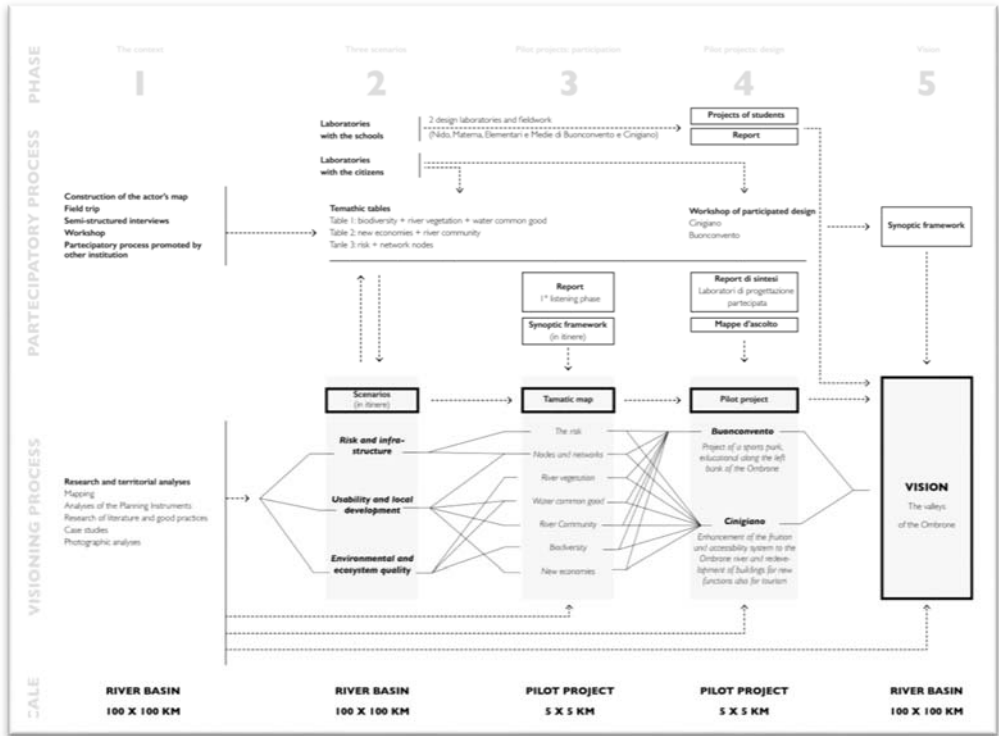 PHASE
The context
Three scenarios
Pilot projects: participation
Pilot projects: design
Vision
1
2
3
4
5
PARTECIPATORY PROCESS
Construction of the actor's map
Field trip
Semi-structured interviews
Workshop
Partecipatory process promoted by
other institution
Laboratories
with the schools
2 design laboratories and fieldwork
(Nido, Materna, Elementari e Medie di Buonconvento e Cinigiano)
Laboratories
with the citizens
Temathic tables
Table 1: biodiversity + river vegetation + water common good
Table 2: new economies + river community
Tanle 3: risk + network nodes
Projects of students
Report
Workshop of participated design
Cinigiano
Buonconvento
Synoptic framework
Report
1st listening phase
Synoptic framework
(in itinere)
Report di sintesi
Laboratori di progettazione
partecipata
Mappe d'ascolto
VISIONING PROCESS
Research and territorial analyses
Mapping
Analyses of the Planning Instruments
Research of literature and good practices
Case studies
Photographic analyses
Scenarios
(in itinere)
Risk and infra-
structure
Usability and local
development
Environmental and
ecosystem quality
Tamatic map
The risk
Nodes and networks
River vegetation
Water common good
River Community
Biodiversity
New economies
Pilot project
Buonconvento
Project of a sports park,
educational along the left
bank of the Ombrone
Cinigiano
Enhancement of the fruition
and accessibility system to the
Ombrone river and redeve-
lopment of buildings for new
functions also for tourism
VISION
The valleys
of the Ombrone
CALE
RIVER BASIN
100 X 100 KM
RIVER BASIN
100 X 100 KM
PILOT PROJECT
5 X 5 KM
PILOT PROJECT
5 X 5 KM
RIVER BASIN
100 X 100 KM